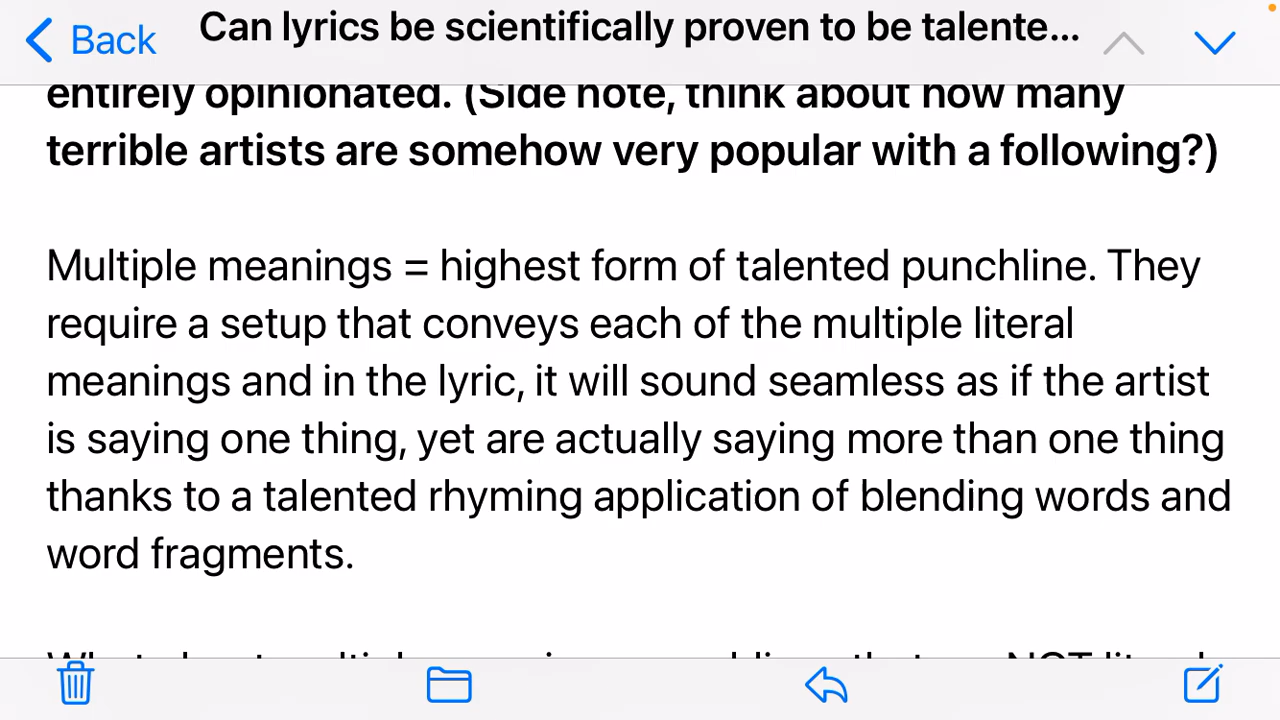 Back
Can lyrics be scientifically proven to be talente...
entirely opinionated. (Side note, think about how many
terrible artists are somehow very popular with a following?)
Multiple meanings = highest form of talented punchline. They
require a setup that conveys each of the multiple literal
meanings and in the lyric, it will sound seamless as if the artist
is saying one thing, yet are actually saying more than one thing
thanks to a talented rhyming application of blending words and
word fragments.